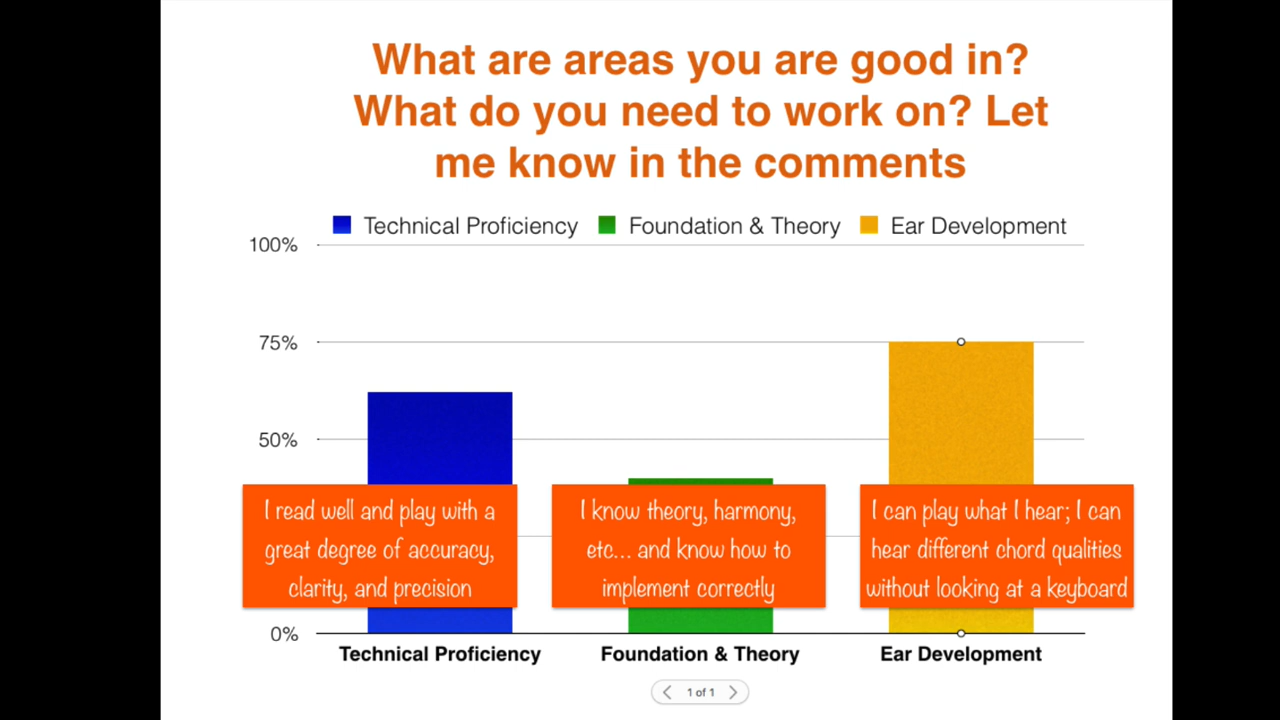 What are areas you are good in?
What do you need to work on? Let
me know in the comments
Technical Proficiency
Foundation & Theory
Ear Development
100%
75%
50%
I read well and play with a
great degree of accuracy,
clarity, and precision
I know theory, harmony,
etc... and know how to
implement correctly
I can play what I hear; I can
hear different chord qualities
without looking at a keyboard
0%
Technical Proficiency
Foundation & Theory
Ear Development
1 of 1